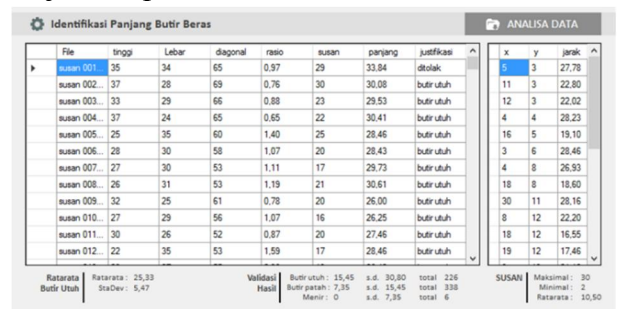 Identifikasi Panjang Butir Beras
ANALISA DATA
File tinggi Lebar diagonal rasio susan panjang justfikasi
susan 001... 35 34 65 0,97 29 33,84 ditolak
susan 002... 37 28 69 0,76 30 30,08 butir utuh
susan 003... 33 29 66 0,88 23 29,53 butir utuh
susan 004... 37 24 65 0,65 22 30,41 butir utuh
susan 005... 25 35 60 1,40 25 28,46 butir utuh
susan 006... 28 30 58 1,07 20 28,43 butir utuh
susan 007... 27 30 53 1,11 17 29,73 butir utuh
susan 008... 26 31 53 1,19 21 30,61 butir utuh
susan 009... 32 25 61 0,78 20 26,00 butir utuh
susan 010... 27 29 56 1,07 16 26,25 butir utuh
susan 011... 30 26 52 0,87 20 27,46 butir utuh
susan 012... 22 35 53 1,59 17 28,46 butir utuh
x y jarak
5 3 27,78
11 3 22,80
12 3 22,02
4 4 28,23
16 5 19,10
3 6 28,46
4 8 26,93
18 8 18,60
30 11 28,16
8 12 22,20
18 12 16,55
19 12 17,46
Ratarata Butir Utuh
Ratarata : 25,33
StaDev : 5,47
Validasi Hasil
Butir utuh : 15,45 s.d. 30,80 total 226
Butir patah : 7,35 s.d. 15,45 total 338
Menir : 0 s.d. 7,35 total 6
SUSAN
Maksimal : 30
Minimal : 2
Ratarata : 10,50